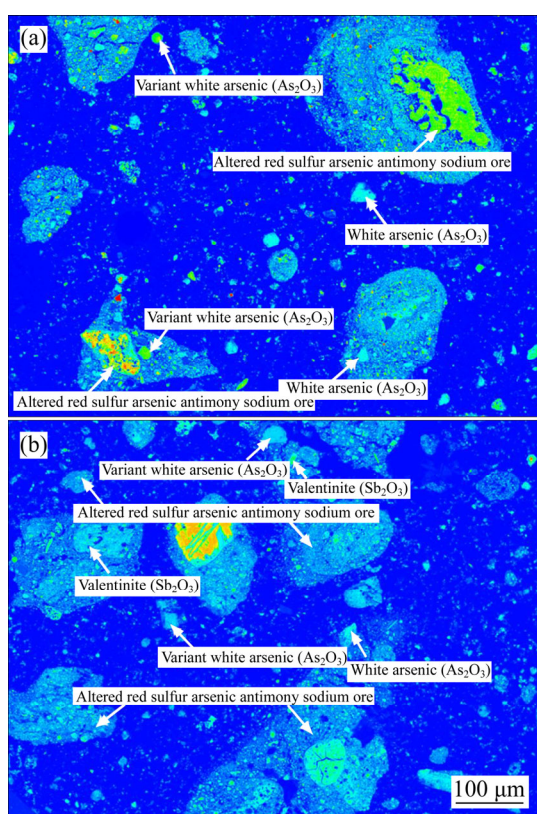 (a)
Variant white arsenic (As₂O₃)
Altered red sulfur arsenic antimony sodium ore
White arsenic (As₂O₃)
Variant white arsenic (As₂O₃)
White arsenic (As₂O₃)
Altered red sulfur arsenic antimony sodium ore
(b)
Variant white arsenic (As₂O₃)
Valentinite (Sb₂O₃)
Altered red sulfur arsenic antimony sodium ore
Valentinite (Sb₂O₃)
Variant white arsenic (As₂O₃)
White arsenic (As₂O₃)
Altered red sulfur arsenic antimony sodium ore
100 μm